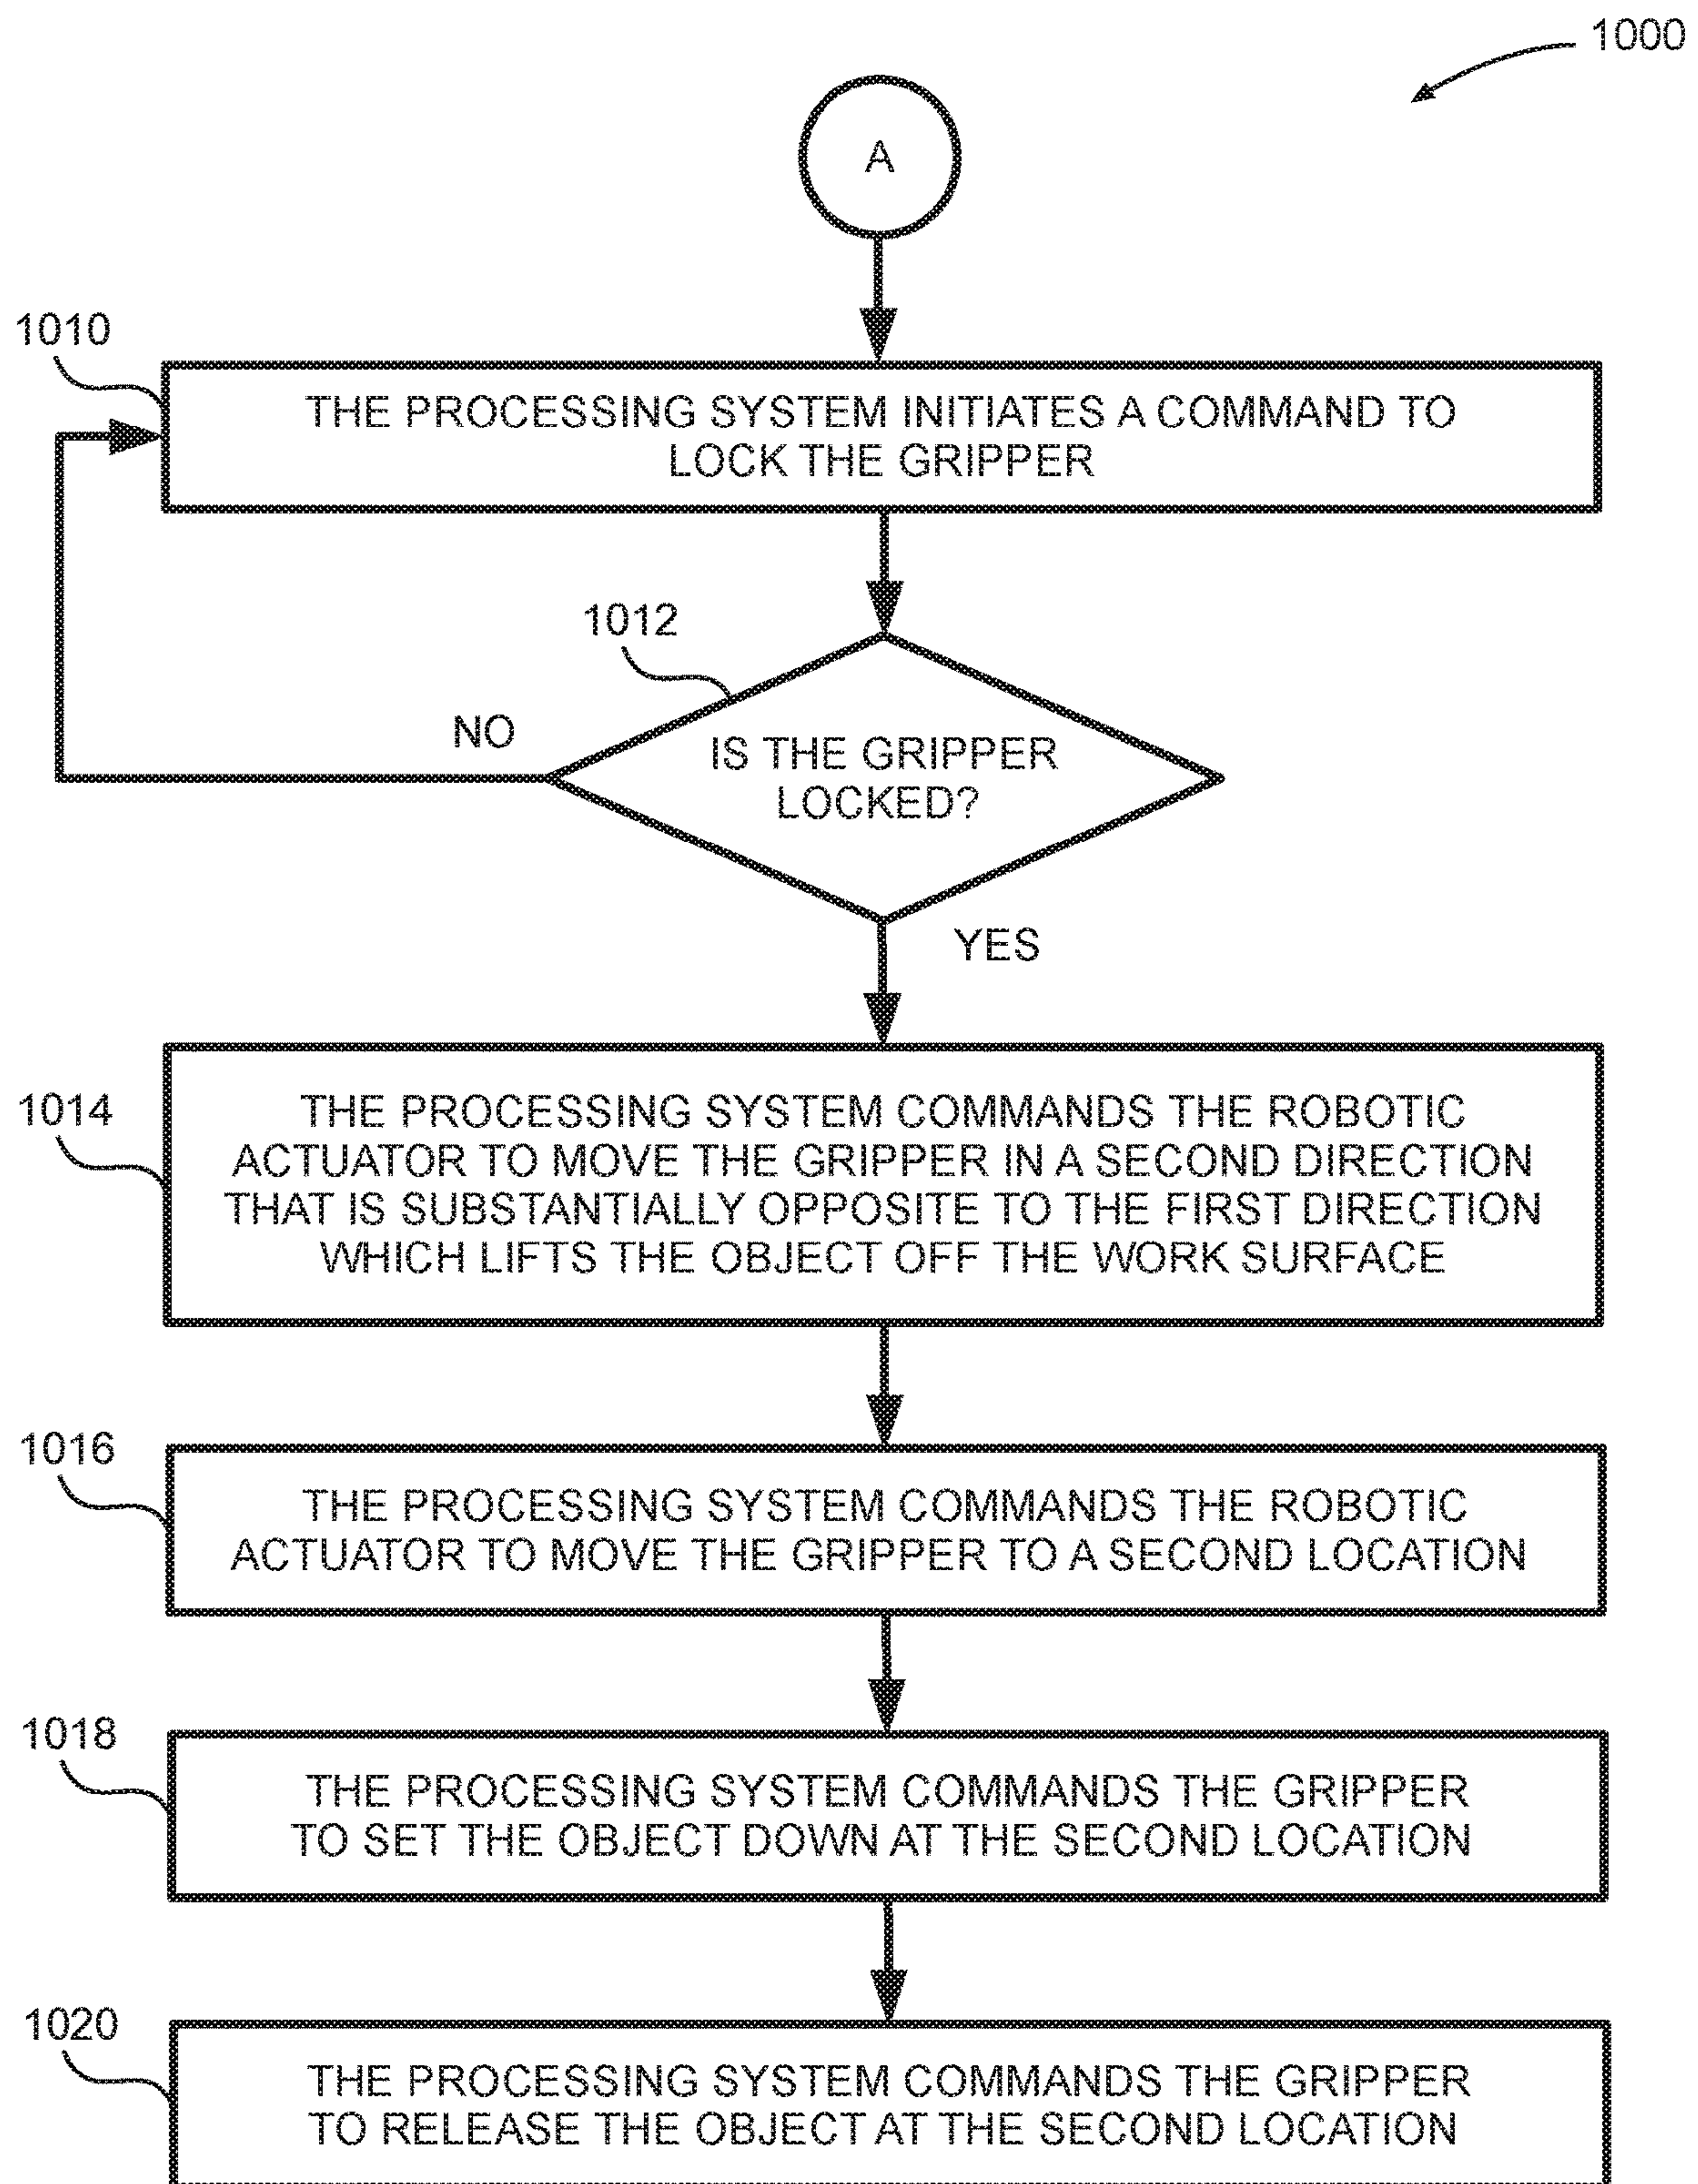 1000
A
1010
THE PROCESSING SYSTEM INITIATES A COMMAND TO
LOCK THE GRIPPER
1012
NO
IS THE GRIPPER
LOCKED?
YES
1014
THE PROCESSING SYSTEM COMMANDS THE ROBOTIC
ACTUATOR TO MOVE THE GRIPPER IN A SECOND DIRECTION
THAT IS SUBSTANTIALLY OPPOSITE TO THE FIRST DIRECTION
WHICH LIFTS THE OBJECT OFF THE WORK SURFACE
1016
THE PROCESSING SYSTEM COMMANDS THE ROBOTIC
ACTUATOR TO MOVE THE GRIPPER TO A SECOND LOCATION
1018
THE PROCESSING SYSTEM COMMANDS THE GRIPPER
TO SET THE OBJECT DOWN AT THE SECOND LOCATION
1020
THE PROCESSING SYSTEM COMMANDS THE GRIPPER
TO RELEASE THE OBJECT AT THE SECOND LOCATION